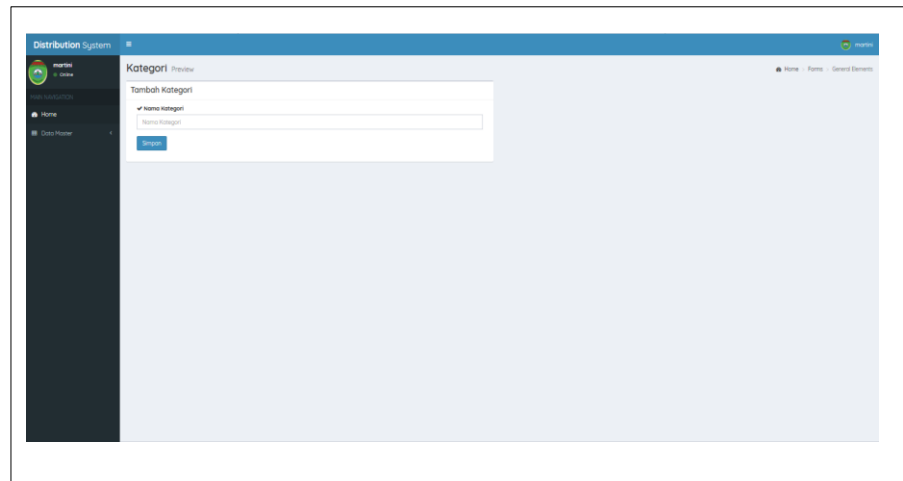 Distribution System
martini
martini
Online
MAIN NAVIGATION
Home
Data Master
Kategori Preview
Home > Forms > General Elements
Tambah Kategori
Nama Kategori
Nama Kategori
Simpan